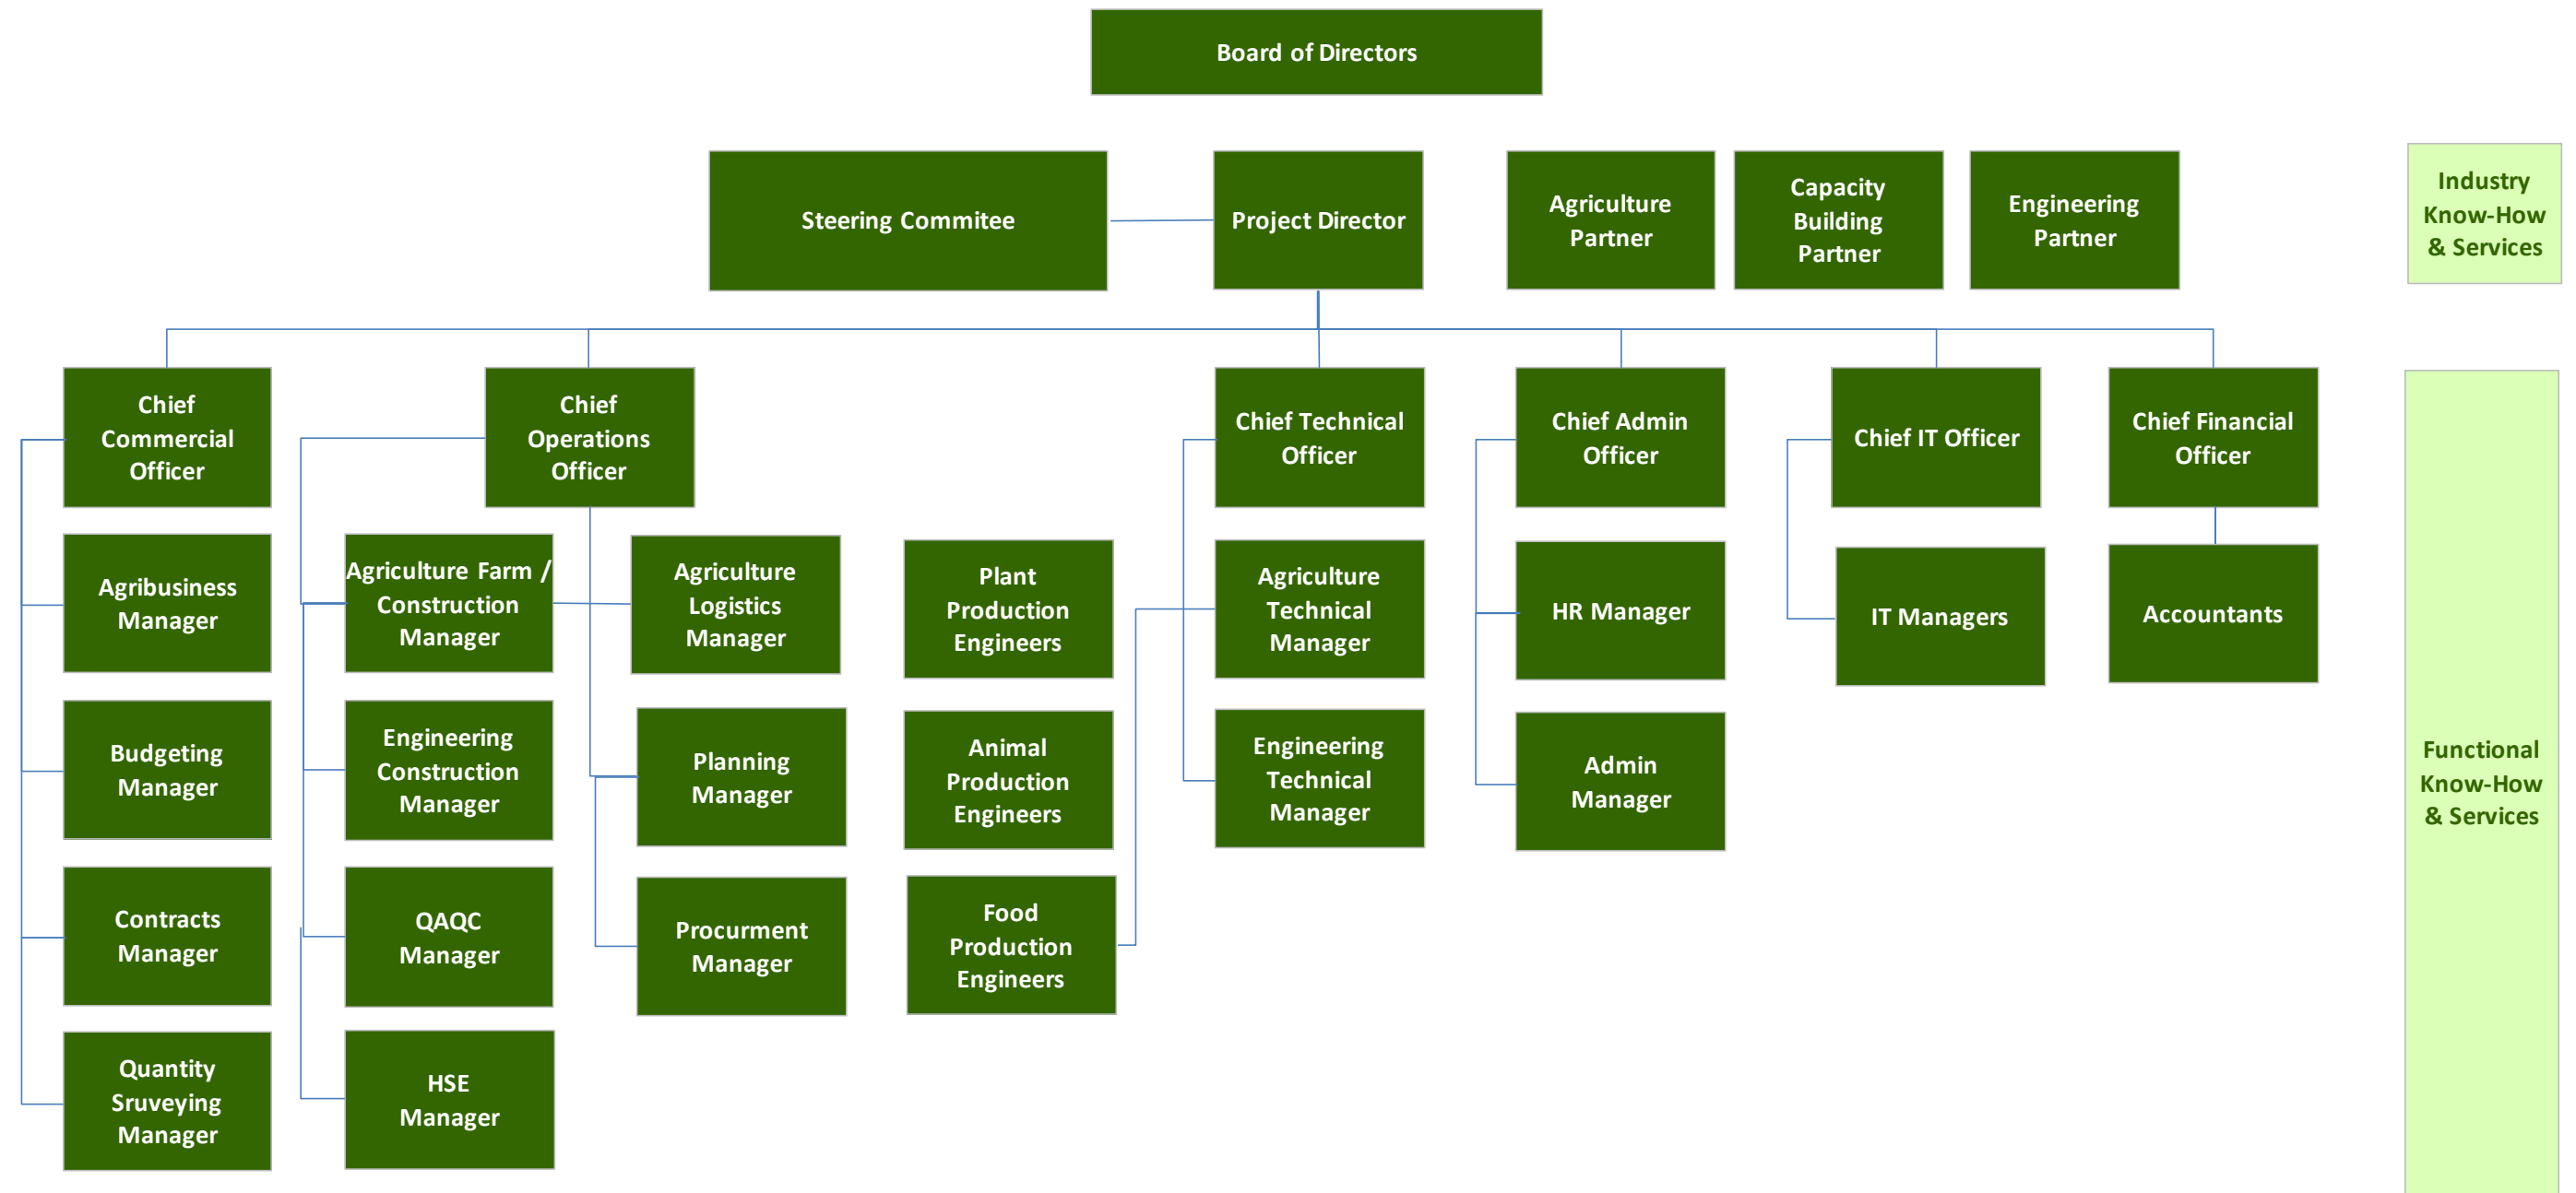 Board of Directors
Steering Commitee
Project Director
Agriculture
Partner
Capacity
Building
Partner
Engineering
Partner
Industry
Know-How
& Services
Chief
Commercial
Officer
Chief
Operations
Officer
Chief Technical
Officer
Chief Admin
Officer
Chief IT Officer
Chief Financial
Officer
Agribusiness
Manager
Agriculture Farm /
Construction
Manager
Agriculture
Logistics
Manager
Plant
Production
Engineers
Agriculture
Technical
Manager
HR Manager
IT Managers
Accountants
Budgeting
Manager
Engineering
Construction
Manager
Planning
Manager
Animal
Production
Engineers
Engineering
Technical
Manager
Admin
Manager
Functional
Know-How
& Services
Contracts
Manager
QAQC
Manager
Procurment
Manager
Food
Production
Engineers
Quantity
Sruveying
Manager
HSE
Manager